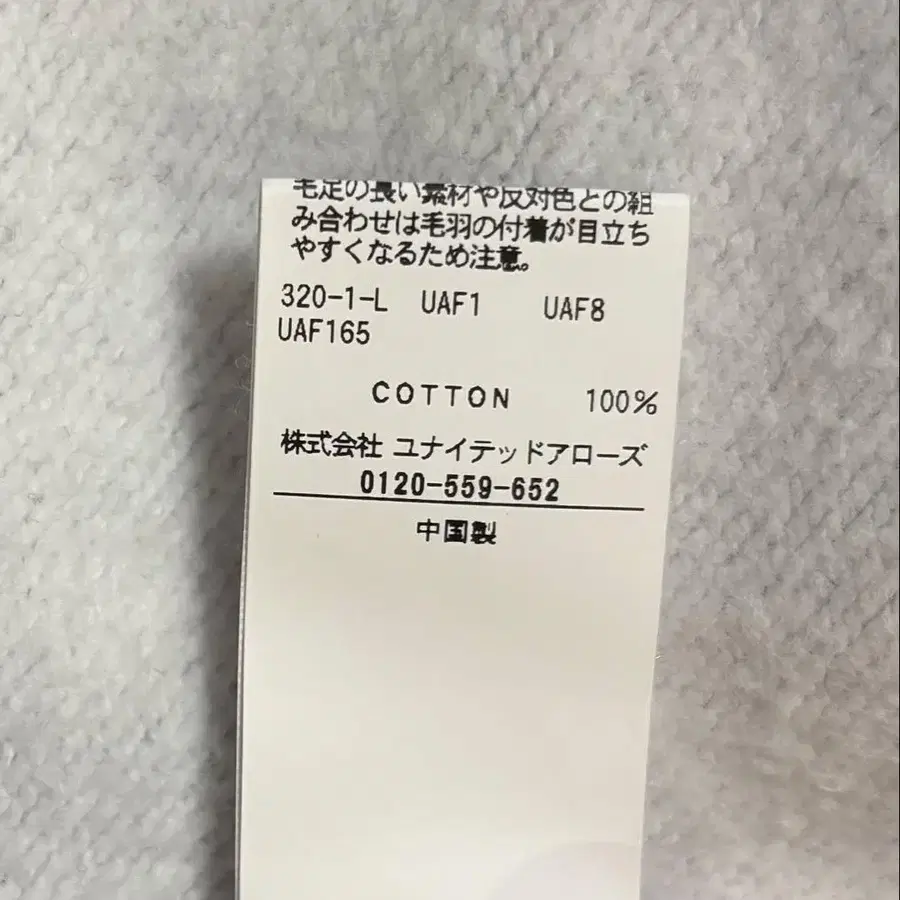 毛足の長い素材や反対色との組
み合わせは毛羽の付着が目立ち
やすくなるため注意。
320-1-L UAF1 UAF8
UAF165
COTTON 100%
株式会社 ユナイテッドアローズ
0120-559-652
中国製